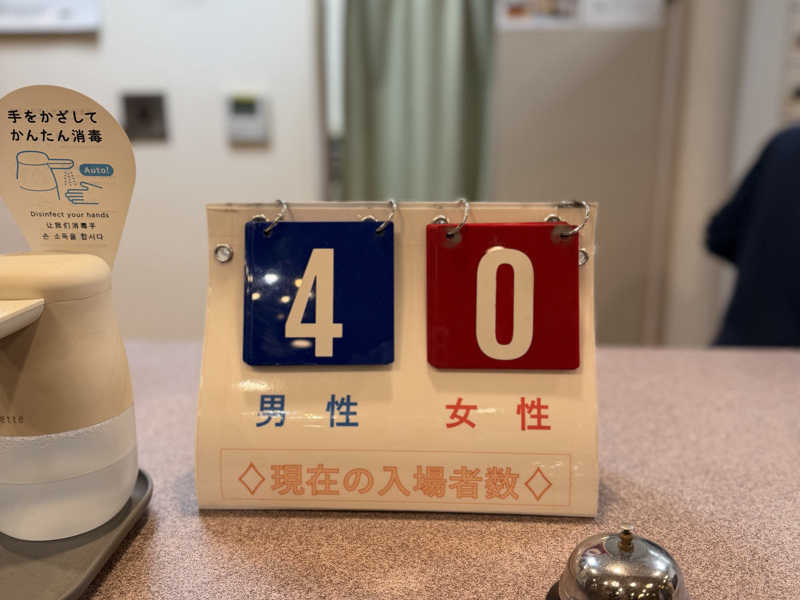 手をかざして
かんたん消毒
Auto!
Disinfect your hands
让我们消毒手
손 소독을 합시다
4 0
男性 女性
◇現在の入場者数◇